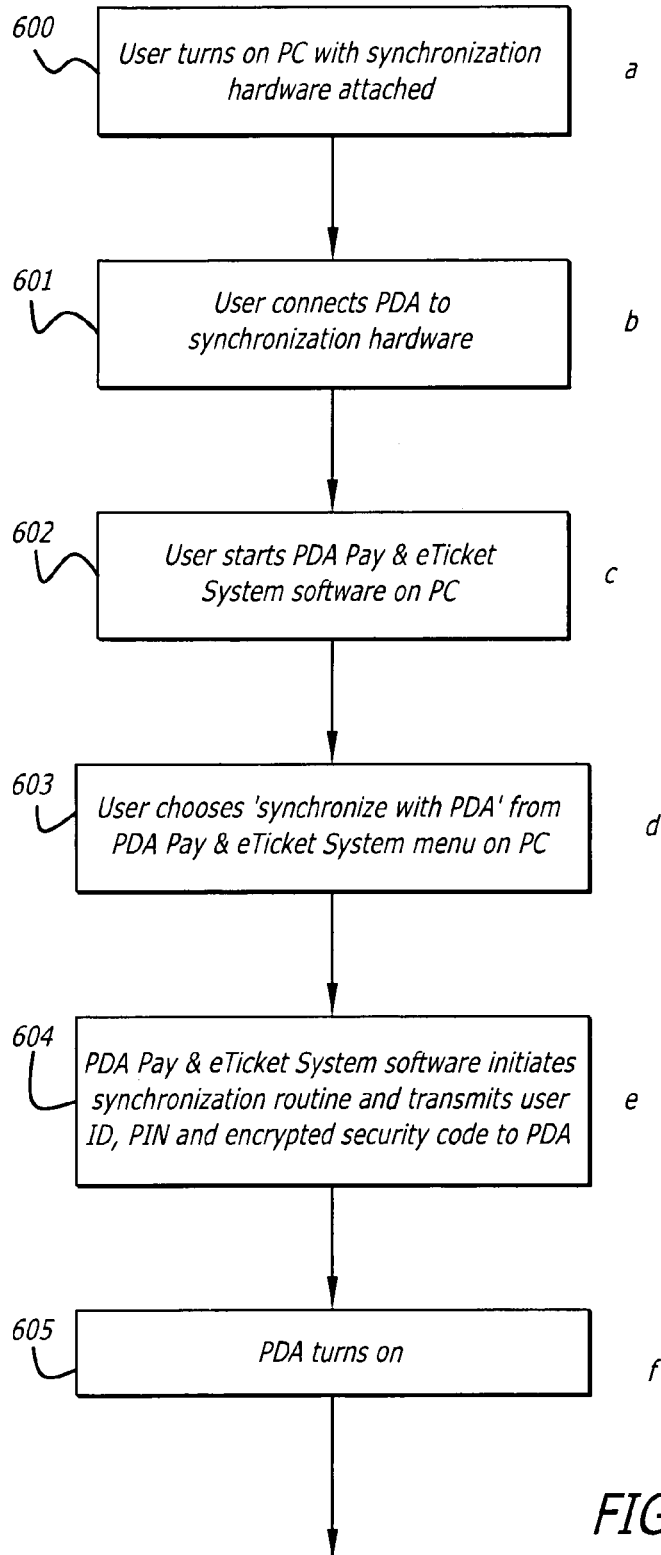 600
User turns on PC with synchronization
hardware attached
a
601
User connects PDA to
synchronization hardware
b
602
User starts PDA Pay & eTicket
System software on PC
c
603
User chooses 'synchronize with PDA' from
PDA Pay & eTicket System menu on PC
d
604
PDA Pay & eTicket System software initiates
synchronization routine and transmits user
ID, PIN and encrypted security code to PDA
e
605
PDA turns on
f
FIG